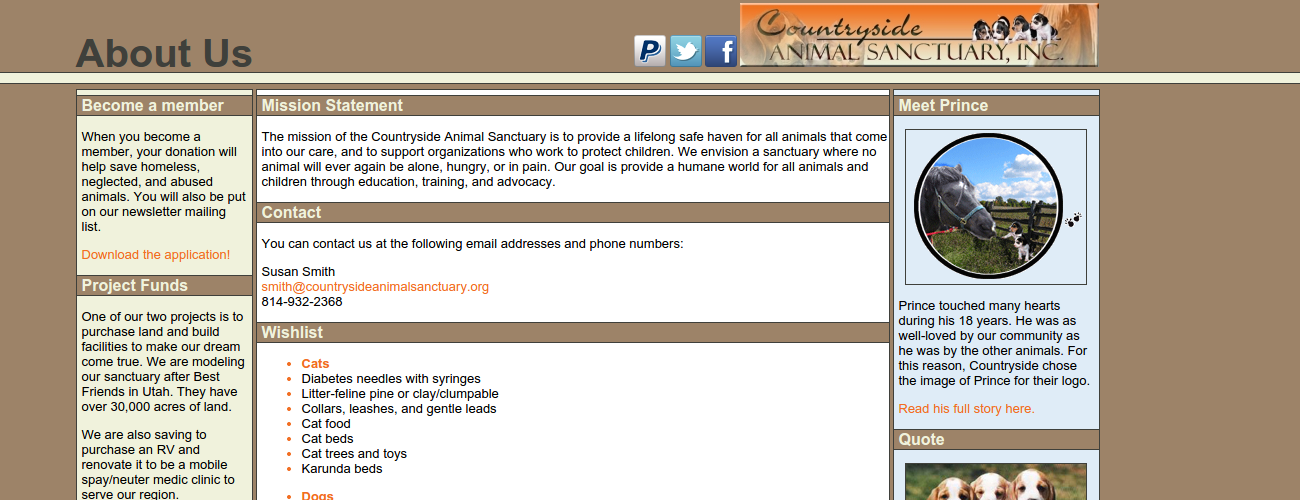 About Us
Countryside
ANIMAL SANCTUARY, INC.
Become a member
When you become a
member, your donation will
help save homeless,
neglected, and abused
animals. You will also be put
on our newsletter mailing
list.
Download the application!
Project Funds
One of our two projects is to
purchase land and build
facilities to make our dream
come true. We are modeling
our sanctuary after Best
Friends in Utah. They have
over 30,000 acres of land.
We are also saving to
purchase an RV and
renovate it to be a mobile
spay/neuter medic clinic to
serve our region.
Mission Statement
The mission of the Countryside Animal Sanctuary is to provide a lifelong safe haven for all animals that come
into our care, and to support organizations who work to protect children. We envision a sanctuary where no
animal will ever again be alone, hungry, or in pain. Our goal is provide a humane world for all animals and
children through education, training, and advocacy.
Contact
You can contact us at the following email addresses and phone numbers:
Susan Smith
smith@countrysideanimalsanctuary.org
814-932-2368
Wishlist
Cats
Diabetes needles with syringes
Litter-feline pine or clay/clumpable
Collars, leashes, and gentle leads
Cat food
Cat beds
Cat trees and toys
Karunda beds
Dogs
Meet Prince
Prince touched many hearts
during his 18 years. He was as
well-loved by our community as
he was by the other animals. For
this reason, Countryside chose
the image of Prince for their logo.
Read his full story here.
Quote